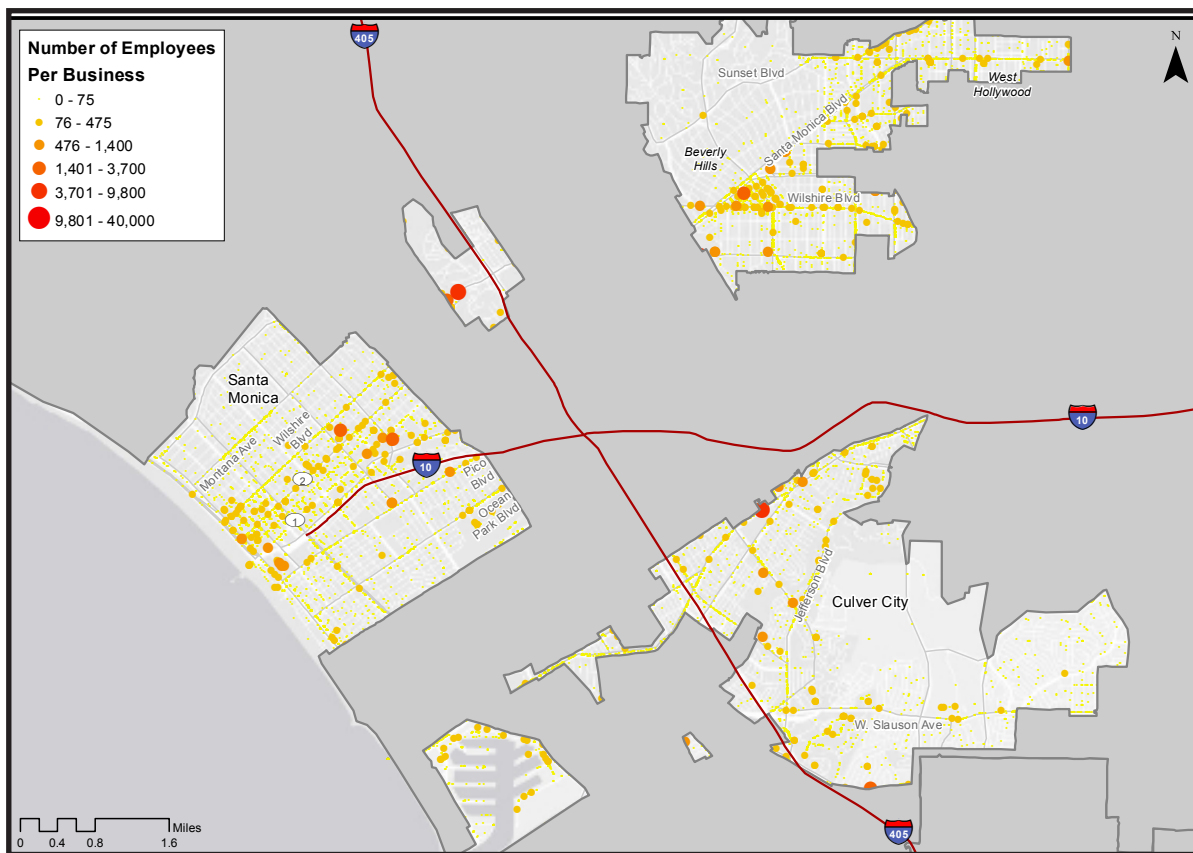 Number of Employees
Per Business
0 - 75
76 - 475
476 - 1,400
1,401 - 3,700
3,701 - 9,800
9,801 - 40,000
405
N
Sunset Blvd
West
Hollywood
Santa Monica Blvd
Beverly
Hills
Wilshire Blvd
Santa
Monica
Montana Ave
Wilshire
Blvd
2
1
10
Pico
Blvd
Ocean
Park Blvd
10
Jefferson Blvd
Culver City
W. Slauson Ave
405
Miles
0 0.4 0.8 1.6